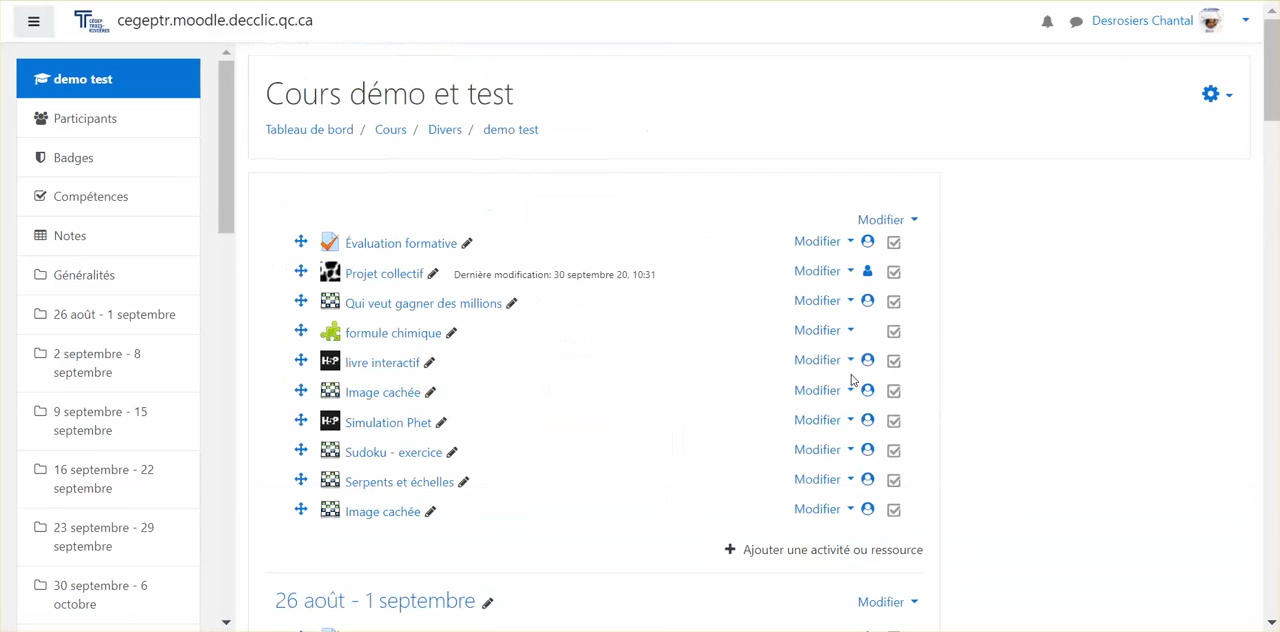 CÉGEP TROIS-RIVIÈRES cegeptr.moodle.decclic.qc.ca Desrosiers Chantal
demo test
Participants
Badges
Compétences
Notes
Généralités
26 août - 1 septembre
2 septembre - 8
septembre
9 septembre - 15
septembre
16 septembre - 22
septembre
23 septembre - 29
septembre
30 septembre - 6
octobre
Cours démo et test
Tableau de bord / Cours / Divers / demo test
Modifier
Évaluation formative Modifier
Projet collectif Dernière modification: 30 septembre 20, 10:31 Modifier
Qui veut gagner des millions Modifier
formule chimique Modifier
H-P livre interactif Modifier
Image cachée Modifier
H-P Simulation Phet Modifier
Sudoku - exercice Modifier
Serpents et échelles Modifier
Image cachée Modifier
Ajouter une activité ou ressource
26 août - 1 septembre Modifier